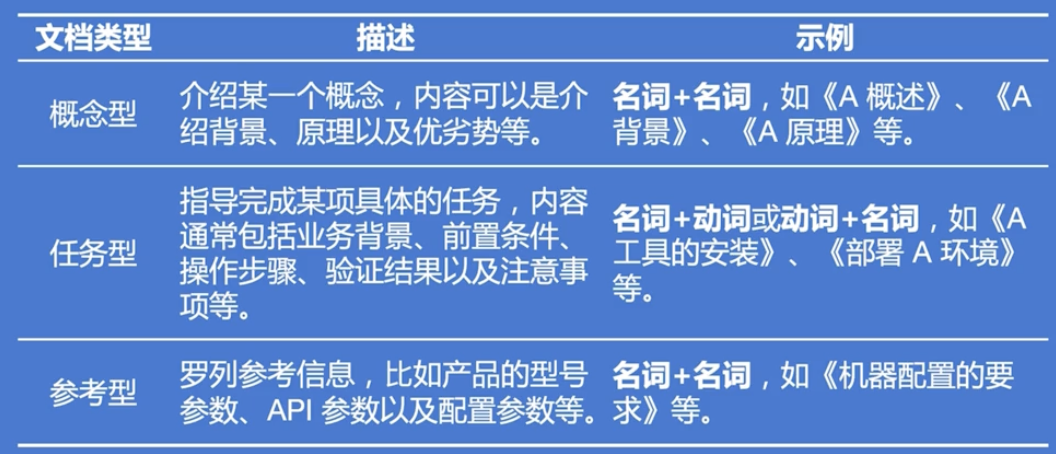 文档类型 描述 示例
概念型 介绍某一个概念，内容可以是介 名词+名词，如《A 概述》、《A
绍背景、原理以及优劣势等。 背景》、《A 原理》等。
任务型 指导完成某项具体的任务，内容
通常包括业务背景、前置条件、 名词+动词或动词+名词，如《A
操作步骤、验证结果以及注意事 工具的安装》、《部署 A 环境》
项等。 等。
参考型 罗列参考信息，比如产品的型号 名词+名词，如《机器配置的要
参数、API 参数以及配置参数等。 求》等。